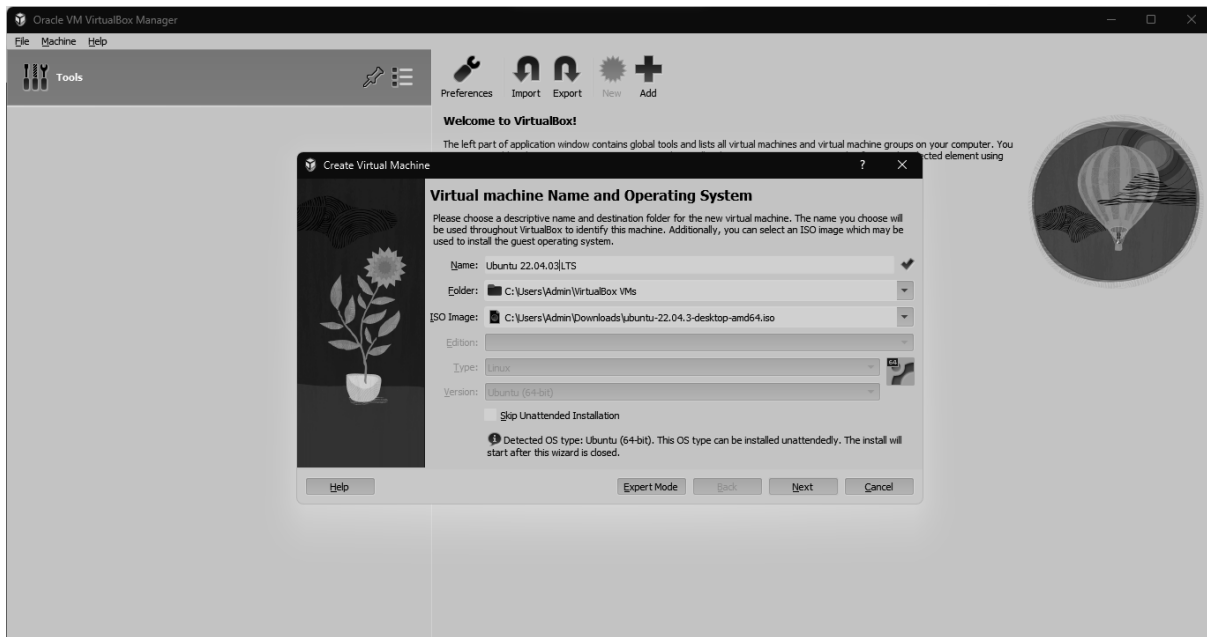 Oracle VM VirtualBox Manager
File Machine Help
Tools
Preferences Import Export New Add
Welcome to VirtualBox!
The left part of application window contains global tools and lists all virtual machines and virtual machine groups on your computer. You
ected element using
Create Virtual Machine
?
Virtual machine Name and Operating System
Please choose a descriptive name and destination folder for the new virtual machine. The name you choose will
be used throughout VirtualBox to identify this machine. Additionally, you can select an ISO image which may be
used to install the guest operating system.
Name: Ubuntu 22.04.03 LTS
Folder: C:\Users\Admin\VirtualBox VMs
ISO Image: C:\Users\Admin\Downloads\ubuntu-22.04.3-desktop-amd64.iso
Edition:
Type: Linux
64
Version: Ubuntu (64-bit)
Skip Unattended Installation
Detected OS type: Ubuntu (64-bit). This OS type can be installed unattendedly. The install will
start after this wizard is closed.
Help Expert Mode Back Next Cancel